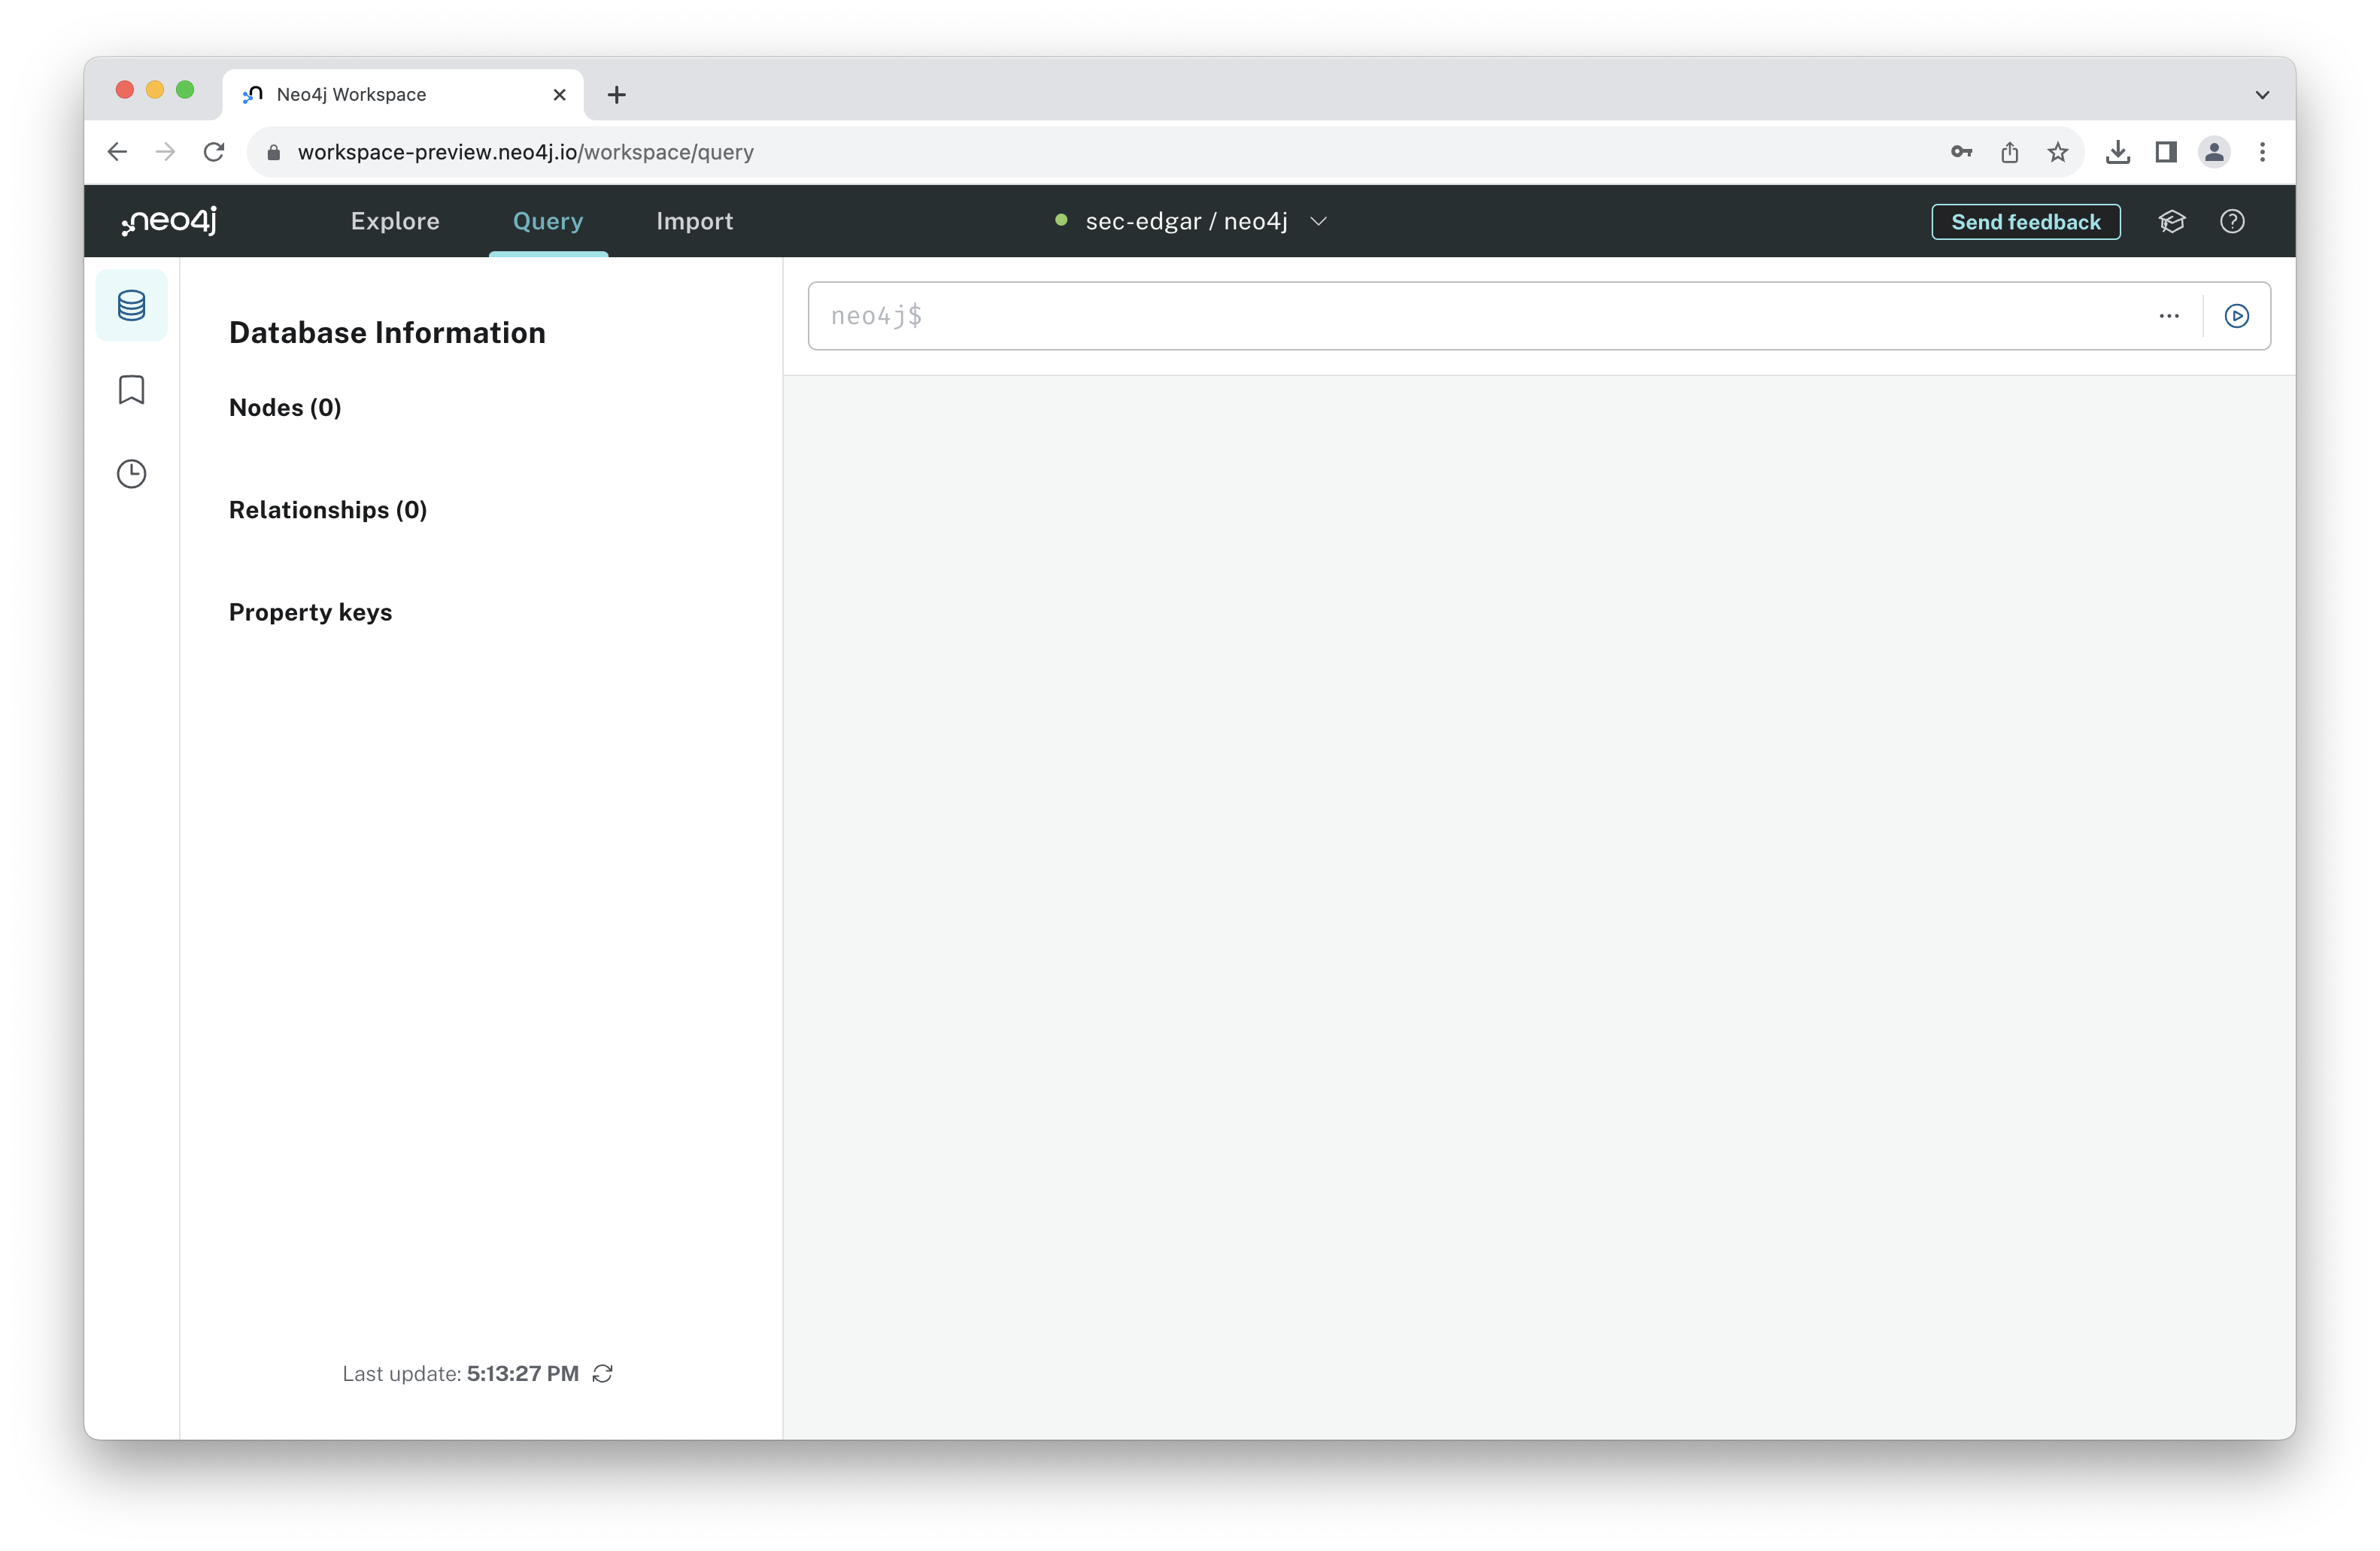 Neo4j Workspace
workspace-preview.neo4j.io/workspace/query
neo4j
Explore
Query
Import
sec-edgar / neo4j
Send feedback
Database Information
Nodes (0)
Relationships (0)
Property keys
Last update: 5:13:27 PM
neo4j$